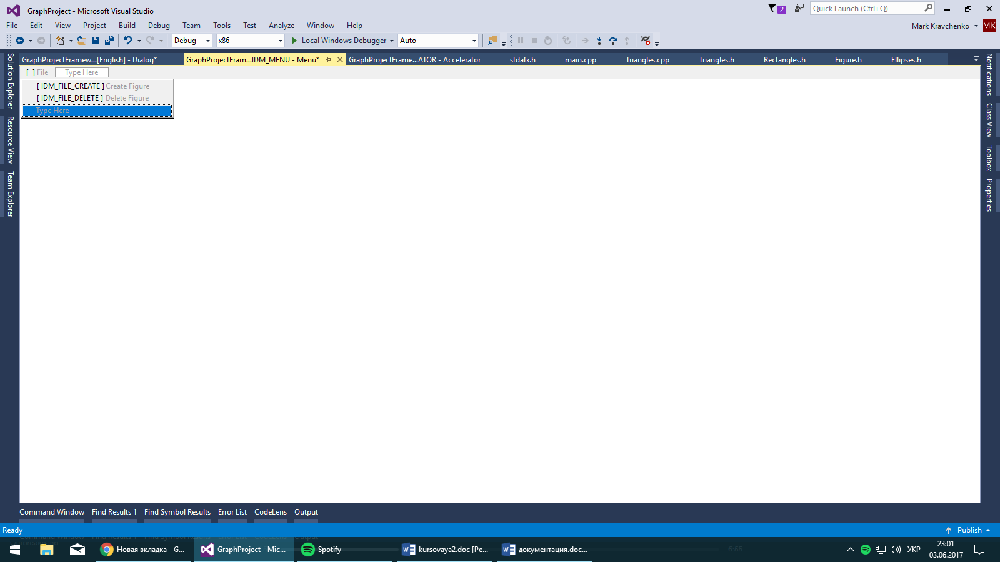 GraphProject - Microsoft Visual Studio
2
Quick Launch (Ctrl+Q)
File Edit View Project Build Debug Team Tools Test Analyze Window Help
Mark Kravchenko MK
Debug x86 Local Windows Debugger Auto
GraphProjectFramew...[English] - Dialog* GraphProjectFram...IDM_MENU - Menu* GraphProjectFrame...ATOR - Accelerator stdafx.h main.cpp Triangles.cpp Triangles.h Rectangles.h Figure.h Ellipses.h
[ ] File Type Here
[ IDM_FILE_CREATE ] Create Figure
[ IDM_FILE_DELETE ] Delete Figure
Type Here
Solution Explorer
Resource View
Team Explorer
Notifications
Class View
Toolbox
Properties
Command Window Find Results 1 Find Symbol Results Error List CodeLens Output
Ready
Publish
Новая вкладка - G...
GraphProject - Mic...
Spotify
kursovaya2.doc [Pe...
документация.doc...
УКР
23:01
03.06.2017